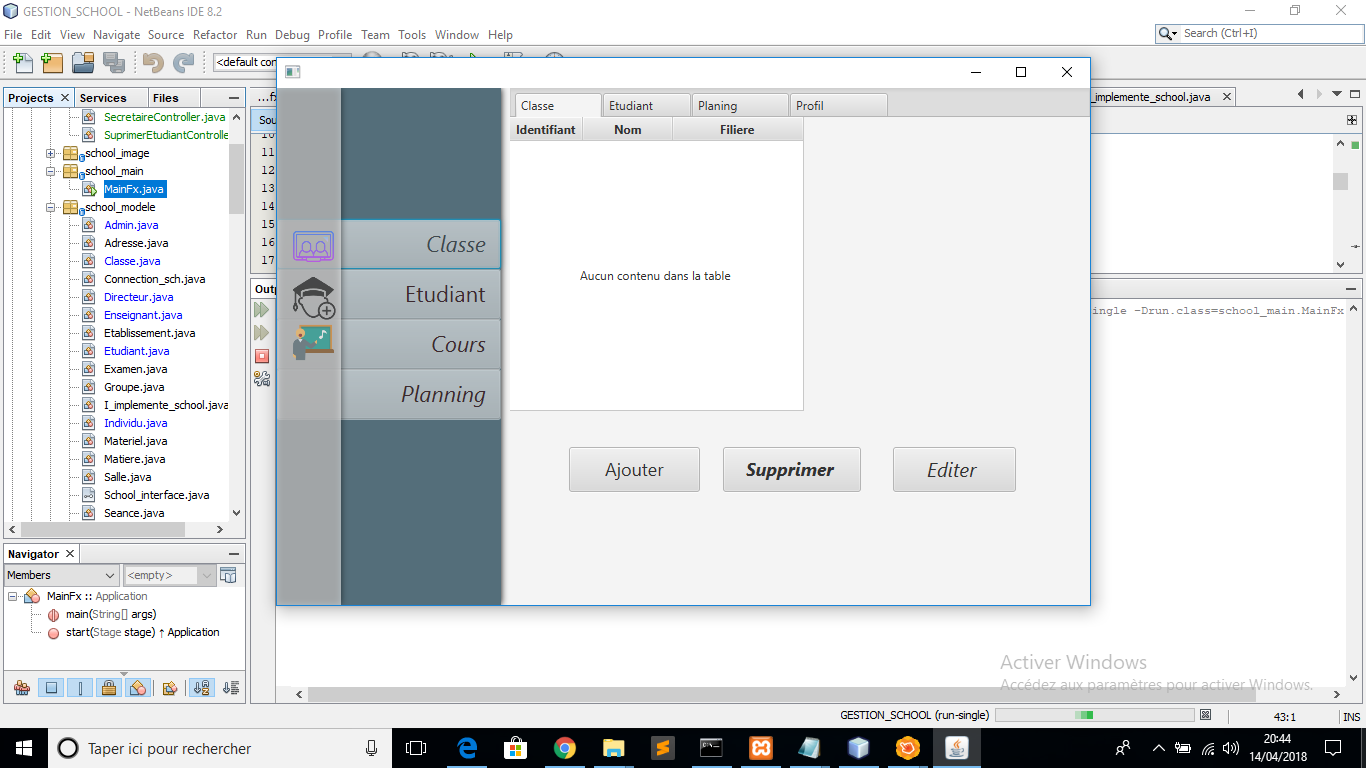 GESTION_SCHOOL - NetBeans IDE 8.2
File Edit View Navigate Source Refactor Run Debug Profile Team Tools Window Help
Search (Ctrl+I)
<default con
Projects Services Files
_implemente_school.java
SecretaireController.java
SuprimerEtudiantControlle
school_image
school_main
MainFx.java
school_modele
Admin.java
Adresse.java
Classe.java
Connection_sch.java
Directeur.java
Enseignant.java
Etablissement.java
Etudiant.java
Examen.java
Groupe.java
I_implemente_school.java
Individu.java
Materiel.java
Matiere.java
Salle.java
School_interface.java
Seance.java
Sou
11
12
13
14
15
16
17
Outp
Classe Etudiant Planing Profil
Identifiant Nom Filiere
Aucun contenu dans la table
Classe
Etudiant
Cours
Planning
Ajouter Supprimer Editer
ingle -Drun.class=school_main.MainFx
Navigator
Members <empty>
MainFx :: Application
main(String[] args)
start(Stage stage) ↑ Application
Activer Windows
Accédez aux paramètres pour activer Windows.
GESTION_SCHOOL (run-single)
43:1 INS
Taper ici pour rechercher
20:44
14/04/2018